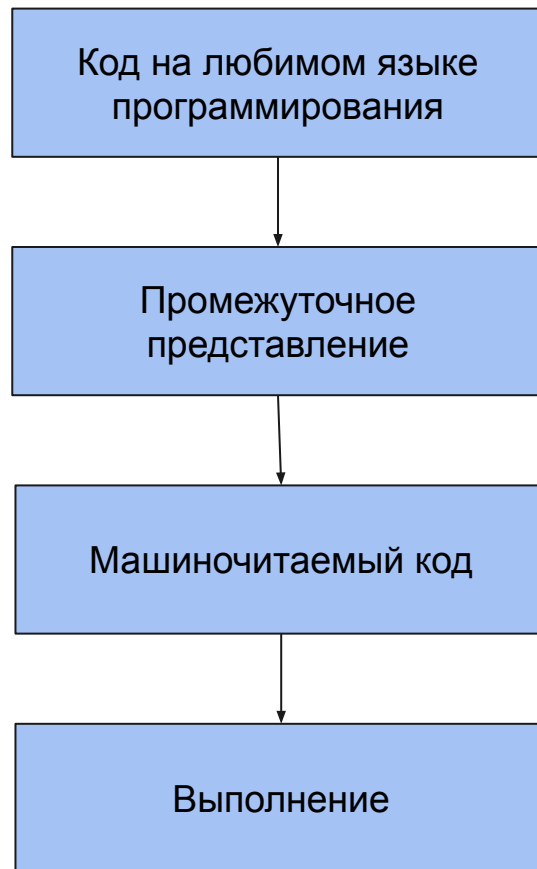 Код на любимом языке
программирования
Промежуточное
представление
Машиночитаемый код
Выполнение